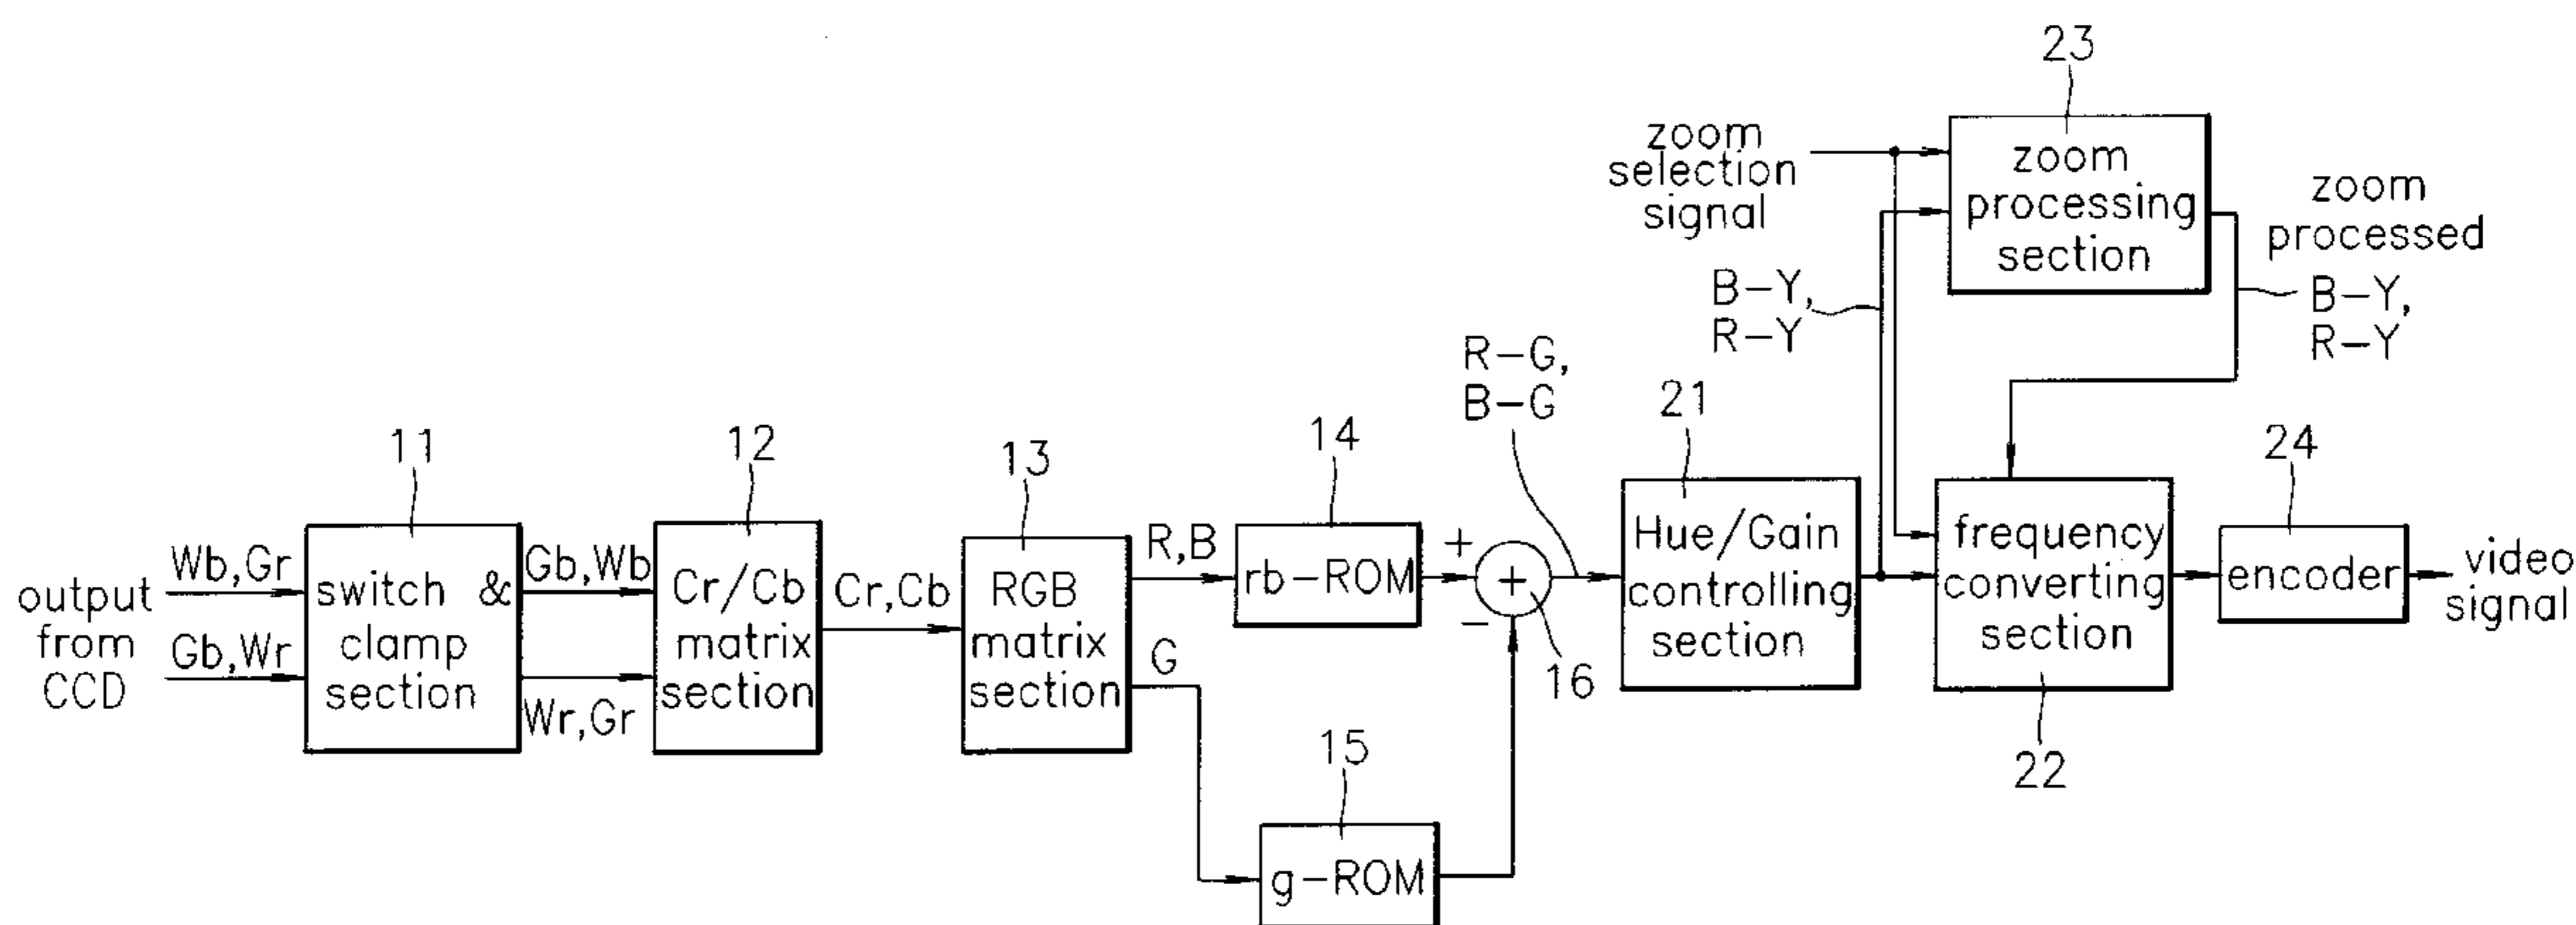 output
from
CCD
Wb,Gr
Gb,Wr
11
switch &
clamp
section
Gb,Wb
Wr,Gr
12
Cr/Cb
matrix
section
Cr,Cb
13
RGB
matrix
section
R,B
G
14
rb-ROM
15
g-ROM
+
+
−
16
R-G,
B-G
21
Hue/Gain
controlling
section
zoom
selection
signal
B-Y,
R-Y
23
zoom
processing
section
zoom
processed
B-Y,
R-Y
frequency
converting
section
22
24
encoder
video
signal